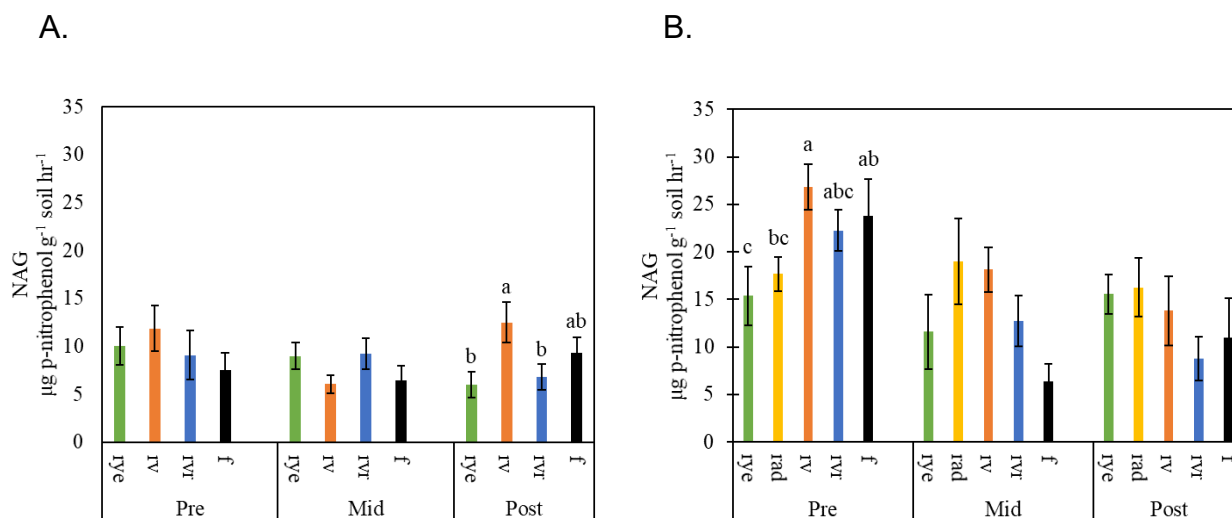 A.
35
30
25
20
15
10
5
0
NAG
µg p-nitrophenol g⁻¹ soil hr⁻¹
b a b ab
rye rv rvr f rye rv rvr f rye rv rvr f
Pre Mid Post
B.
35
30
25
20
15
10
5
0
NAG
µg p-nitrophenol g⁻¹ soil hr⁻¹
c bc a abc ab
rye rad rv rvr f rye rad rv rvr f rye rad rv rvr f
Pre Mid Post